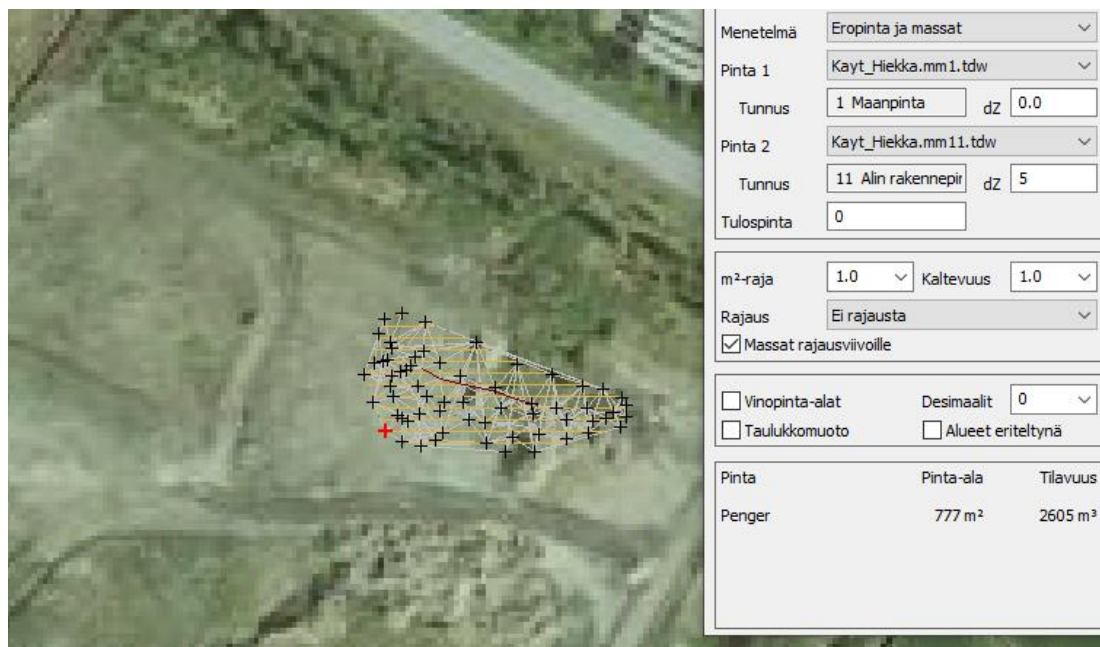 Menetelmä Eropinta ja massat
Pinta 1 Kayt_Hiekka.mm1.tdw
Tunnus 1 Maanpinta dZ 0.0
Pinta 2 Kayt_Hiekka.mm11.tdw
Tunnus 11 Alin rakennepir dZ 5
Tulospinta 0
m²-raja 1.0 Kaltevuus 1.0
Rajaus Ei rajausta
Massat rajausviivoille
Vinopinta-alat Desimaalit 0
Taulukkomuoto Alueet eriteltynä
Pinta Pinta-ala Tilavuus
Penger 777 m² 2605 m³